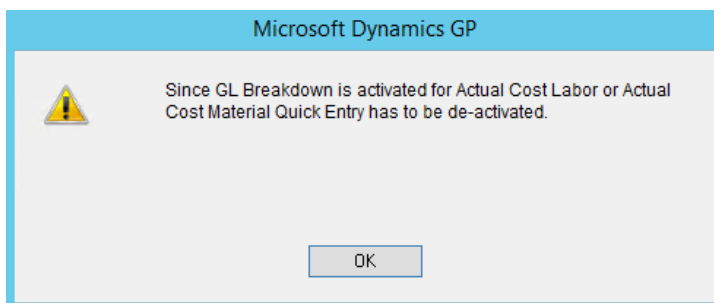 Microsoft Dynamics GP
Since GL Breakdown is activated for Actual Cost Labor or Actual
Cost Material Quick Entry has to be de-activated.
OK